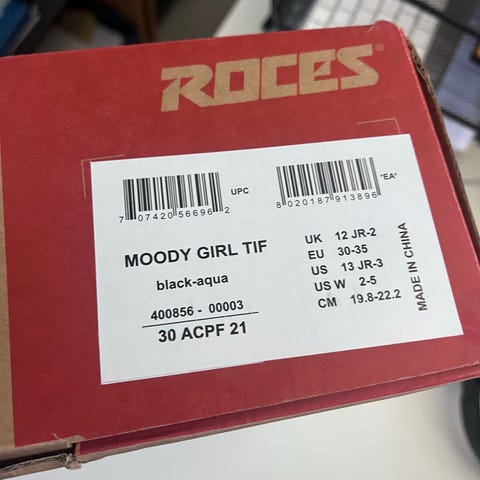 ROCES
7 07420 56696 2 UPC
8 020187 913896 "EA"
MOODY GIRL TIF
black-aqua
400856 - 00003
30 ACPF 21
UK 12 JR-2
EU 30-35
US 13 JR-3
US W 2-5
CM 19.8-22.2
MADE IN CHINA